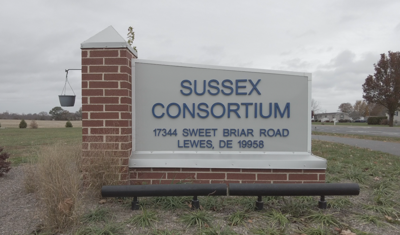 SUSSEX
CONSORTIUM
17344 SWEET BRIAR ROAD
LEWES, DE 19958